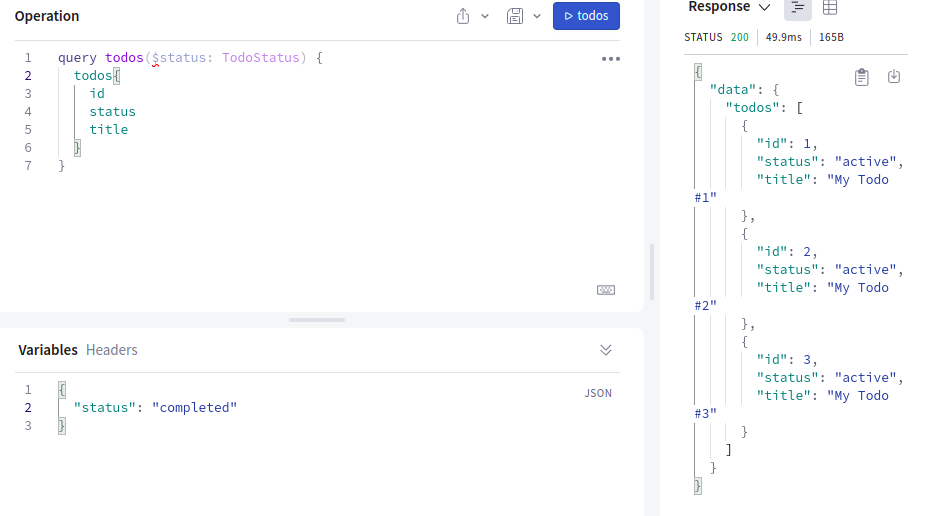 Operation
todos
1 query todos($status: TodoStatus) {
2 todos{
3 id
4 status
5 title
6 }
7 }
Variables Headers
JSON
1 {
2 "status": "completed"
3 }
Response
STATUS 200 49.9ms 165B
{
"data": {
"todos": [
{
"id": 1,
"status": "active",
"title": "My Todo
#1"
},
{
"id": 2,
"status": "active",
"title": "My Todo
#2"
},
{
"id": 3,
"status": "active",
"title": "My Todo
#3"
}
]
}
}